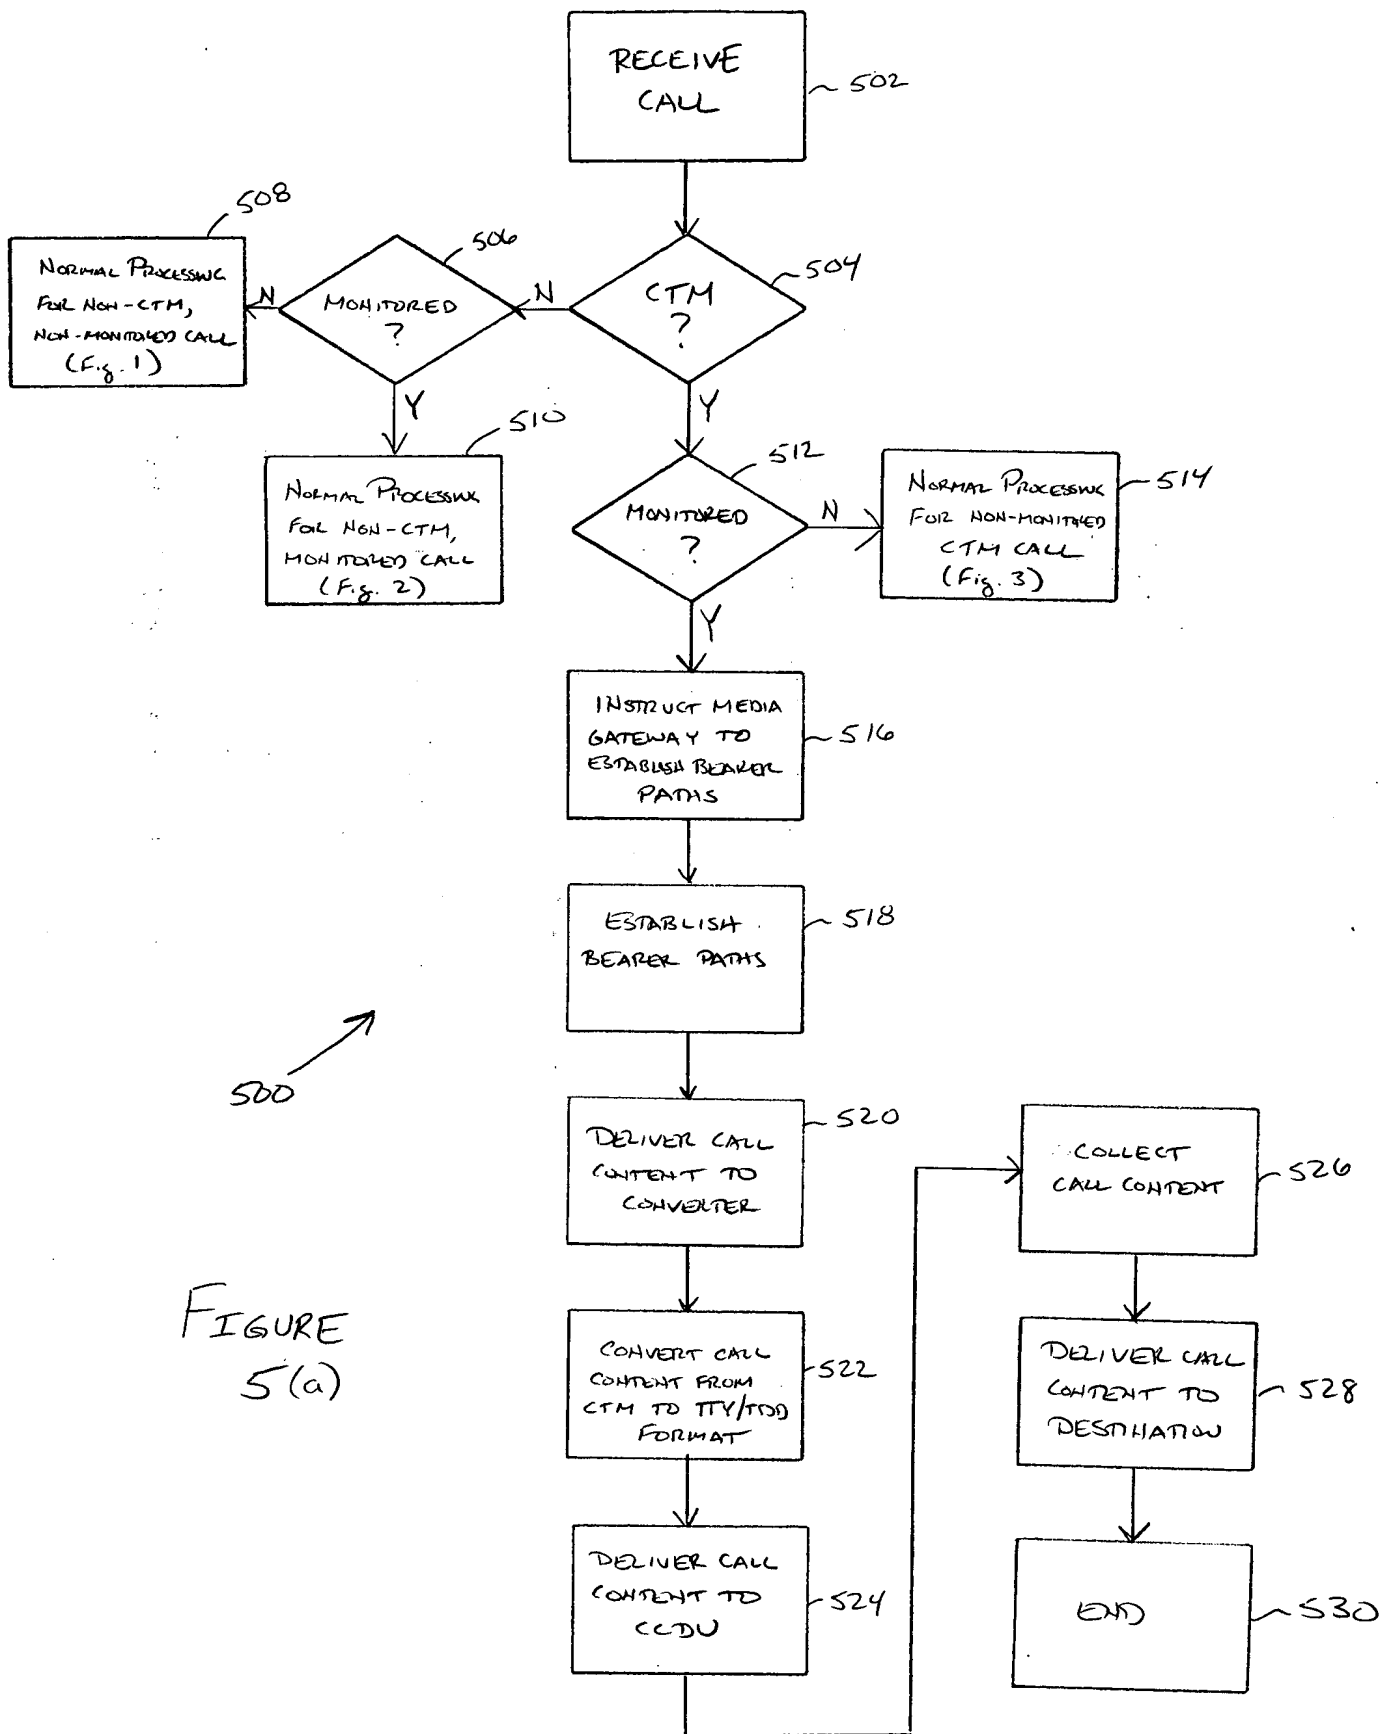 RECEIVE
CALL
502
508
506
504
NORMAL PROCESSING
FOR NON-CTM,
NON-MONITORED CALL
(Fig. 1)
N
MONITORED
?
N
CTM
?
Y
510
Y
512
514
NORMAL PROCESSING
FOR NON-CTM,
MONITORED CALL
(Fig. 2)
MONITORED
?
N
NORMAL PROCESSING
FOR NON-MONITORED
CTM CALL
(Fig. 3)
Y
INSTRUCT MEDIA
GATEWAY TO
ESTABLISH BEARER
PATHS
516
ESTABLISH
BEARER PATHS
518
500
DELIVER CALL
CONTENT TO
CONVERTER
520
CONVERT CALL
CONTENT FROM
CTM TO TTY/TDD
FORMAT
522
DELIVER CALL
CONTENT TO
CCDU
524
COLLECT
CALL CONTENT
526
DELIVER CALL
CONTENT TO
DESTINATION
528
END
530
FIGURE
5(a)